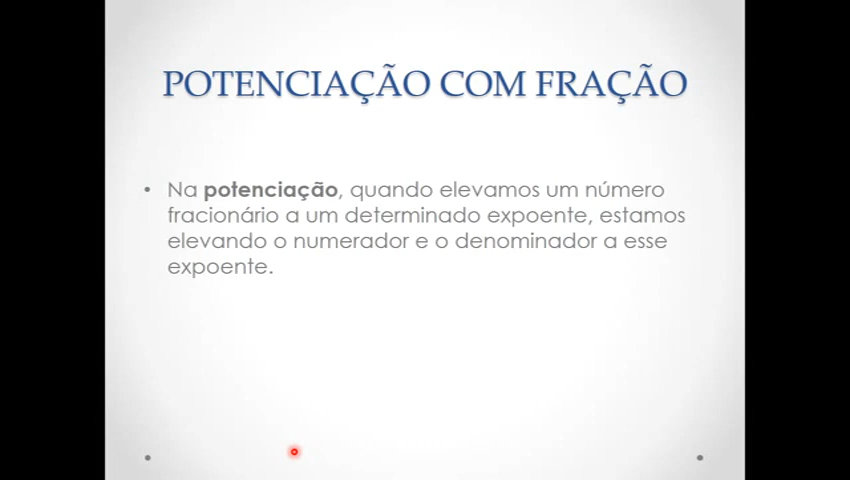 POTENCIAÇÃO COM FRAÇÃO
• Na potenciação, quando elevamos um número
fracionário a um determinado expoente, estamos
elevando o numerador e o denominador a esse
expoente.